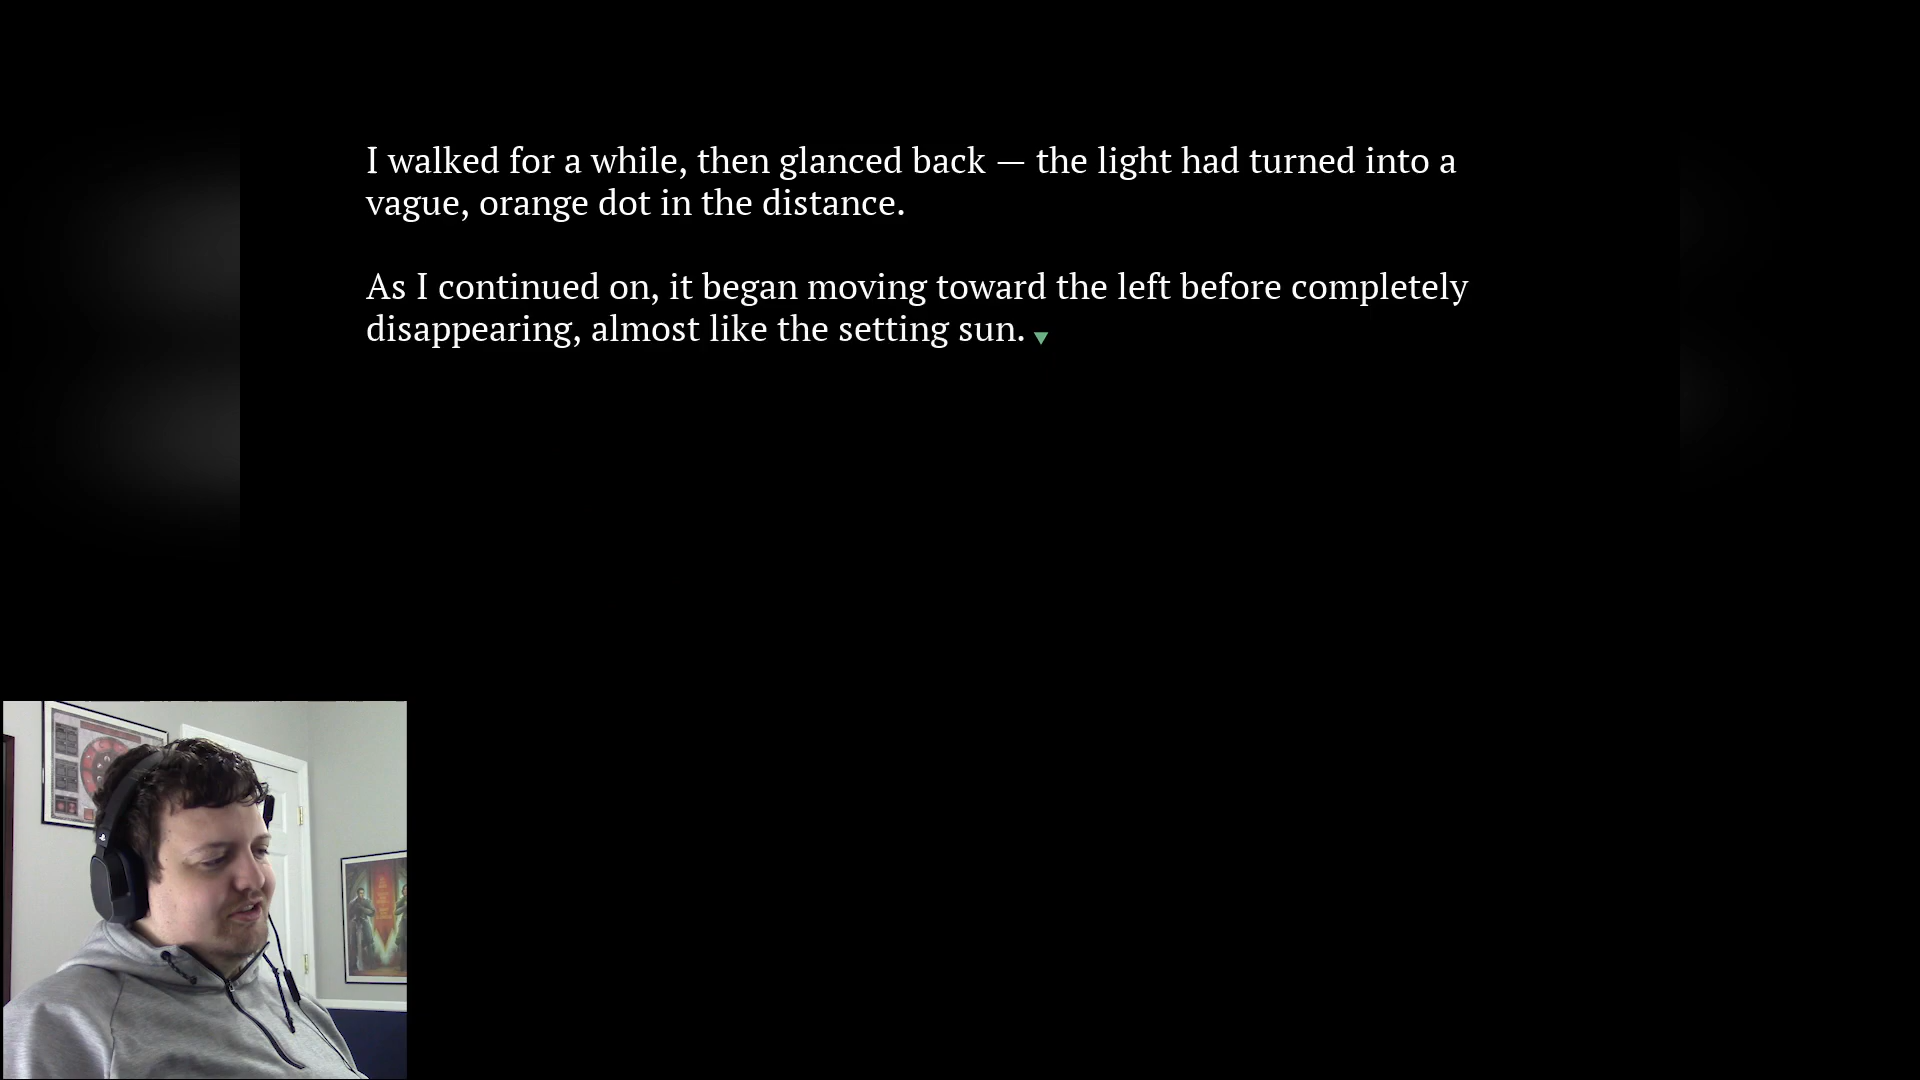 I walked for a while, then glanced back — the light had turned into a
vague, orange dot in the distance.
As I continued on, it began moving toward the left before completely
disappearing, almost like the setting sun.